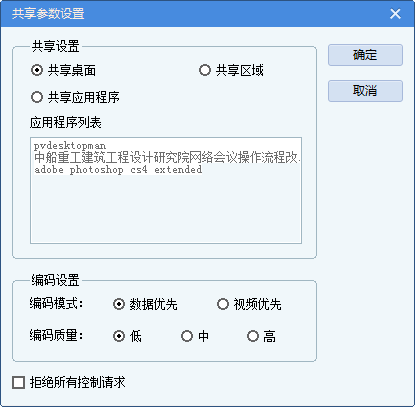 共享参数设置
共享设置
确定
共享桌面 共享区域
取消
共享应用程序
应用程序列表
pvdesktopman
中船重工建筑工程设计研究院网络会议操作流程改.
adobe photoshop cs4 extended
编码设置
编码模式: 数据优先 视频优先
编码质量: 低 中 高
拒绝所有控制请求